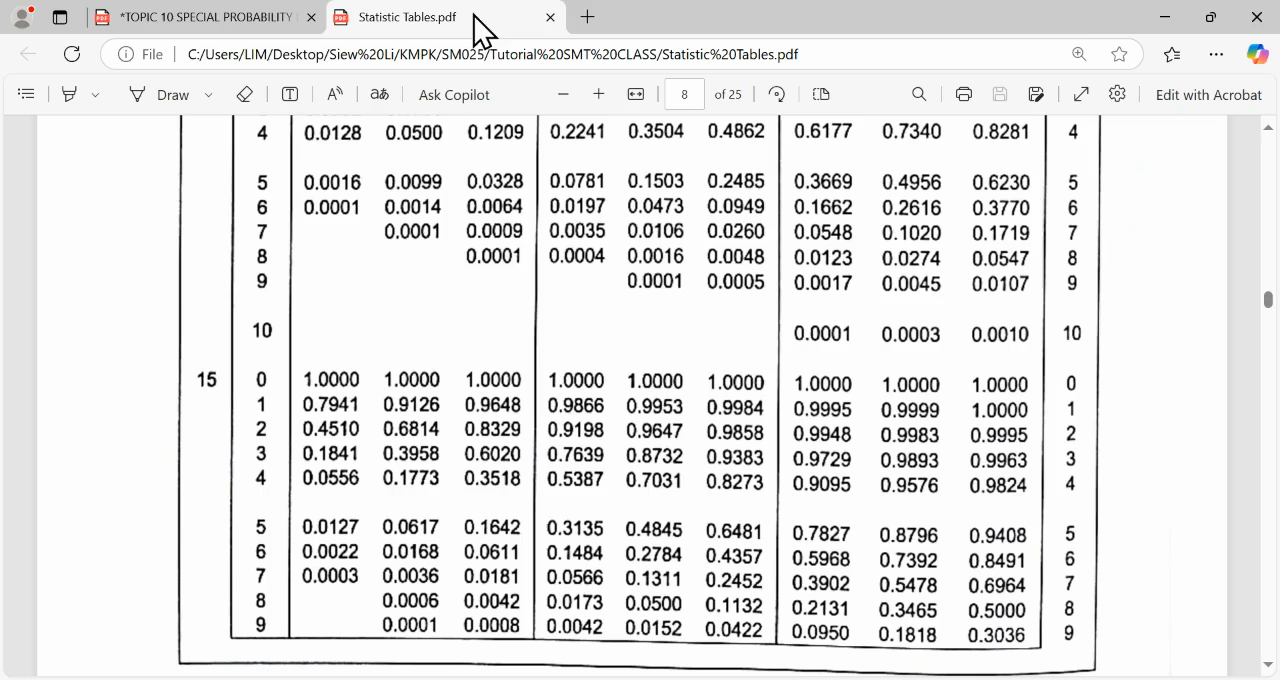 *TOPIC 10 SPECIAL PROBABILITY
Statistic Tables.pdf
File
C:/Users/LIM/Desktop/Siew%20Li/KMPK/SM025/Tutorial%20SMT%20CLASS/Statistic%20Tables.pdf
Draw
Ask Copilot
8 of 25
Edit with Acrobat
4 0.0128 0.0500 0.1209 0.2241 0.3504 0.4862 0.6177 0.7340 0.8281 4
5 0.0016 0.0099 0.0328 0.0781 0.1503 0.2485 0.3669 0.4956 0.6230 5
6 0.0001 0.0014 0.0064 0.0197 0.0473 0.0949 0.1662 0.2616 0.3770 6
7 0.0001 0.0009 0.0035 0.0106 0.0260 0.0548 0.1020 0.1719 7
8 0.0001 0.0004 0.0016 0.0048 0.0123 0.0274 0.0547 8
9 0.0001 0.0005 0.0017 0.0045 0.0107 9
10 0.0001 0.0003 0.0010 10
15 0 1.0000 1.0000 1.0000 1.0000 1.0000 1.0000 1.0000 1.0000 1.0000 0
1 0.7941 0.9126 0.9648 0.9866 0.9953 0.9984 0.9995 0.9999 1.0000 1
2 0.4510 0.6814 0.8329 0.9198 0.9647 0.9858 0.9948 0.9983 0.9995 2
3 0.1841 0.3958 0.6020 0.7639 0.8732 0.9383 0.9729 0.9893 0.9963 3
4 0.0556 0.1773 0.3518 0.5387 0.7031 0.8273 0.9095 0.9576 0.9824 4
5 0.0127 0.0617 0.1642 0.3135 0.4845 0.6481 0.7827 0.8796 0.9408 5
6 0.0022 0.0168 0.0611 0.1484 0.2784 0.4357 0.5968 0.7392 0.8491 6
7 0.0003 0.0036 0.0181 0.0566 0.1311 0.2452 0.3902 0.5478 0.6964 7
8 0.0006 0.0042 0.0173 0.0500 0.1132 0.2131 0.3465 0.5000 8
9 0.0001 0.0008 0.0042 0.0152 0.0422 0.0950 0.1818 0.3036 9